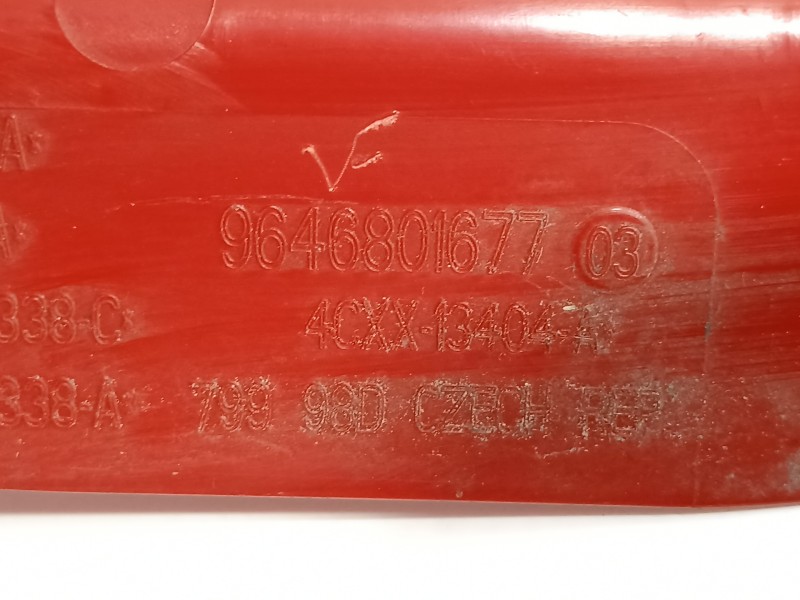 A
9646801677 03
338-C 4CXX-13404-A
338-A 799 98D CZECH REP